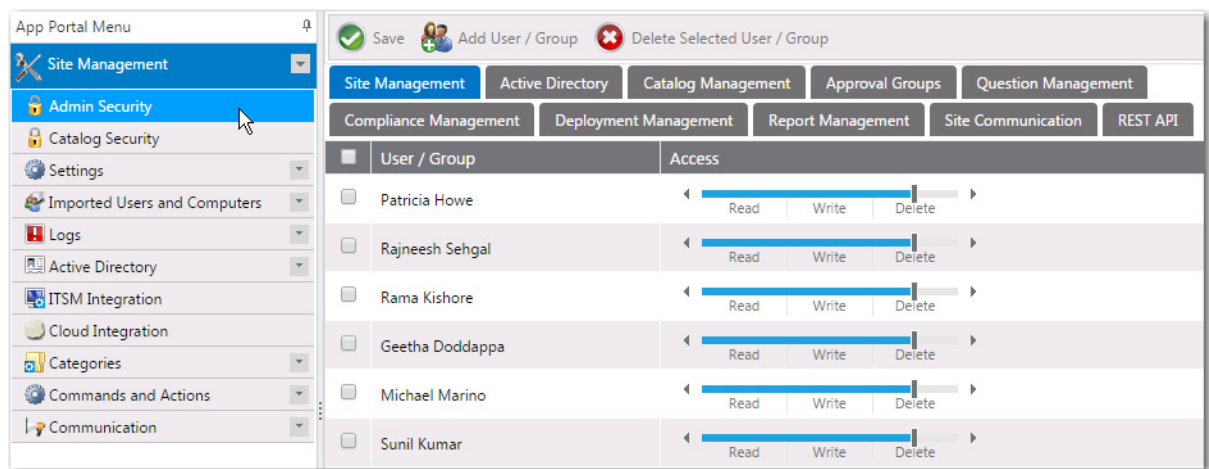 App Portal Menu
Site Management
Admin Security
Catalog Security
Settings
Imported Users and Computers
Logs
Active Directory
ITSM Integration
Cloud Integration
Categories
Commands and Actions
Communication
Save Add User / Group Delete Selected User / Group
Site Management Active Directory Catalog Management Approval Groups Question Management
Compliance Management Deployment Management Report Management Site Communication REST API
User / Group Access
Patricia Howe
Read Write Delete
Rajneesh Sehgal
Read Write Delete
Rama Kishore
Read Write Delete
Geetha Doddappa
Read Write Delete
Michael Marino
Read Write Delete
Sunil Kumar
Read Write Delete